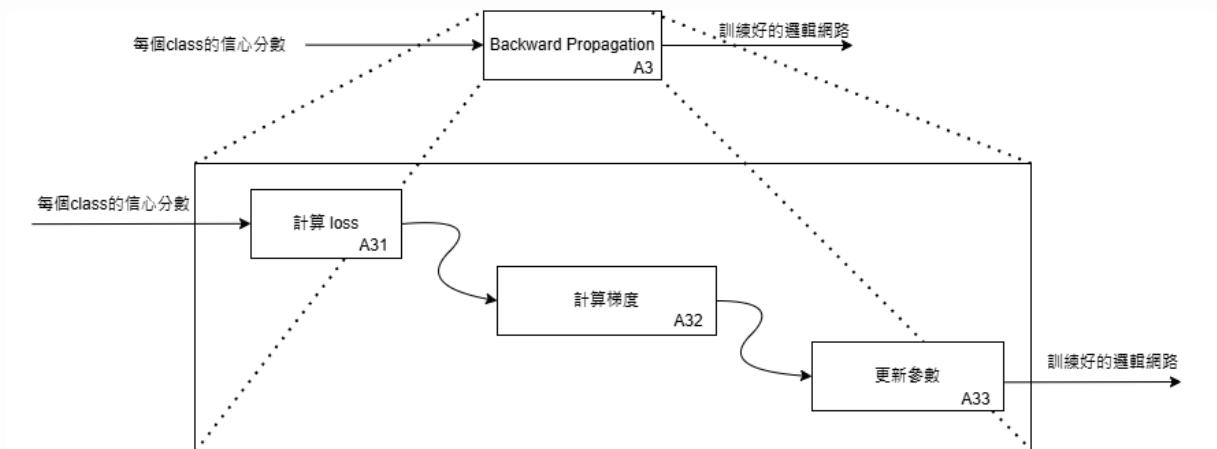 每個class的信心分數
Backward Propagation
A3
訓練好的邏輯網路
每個class的信心分數
計算 loss
A31
計算梯度
A32
更新參數
A33
訓練好的邏輯網路